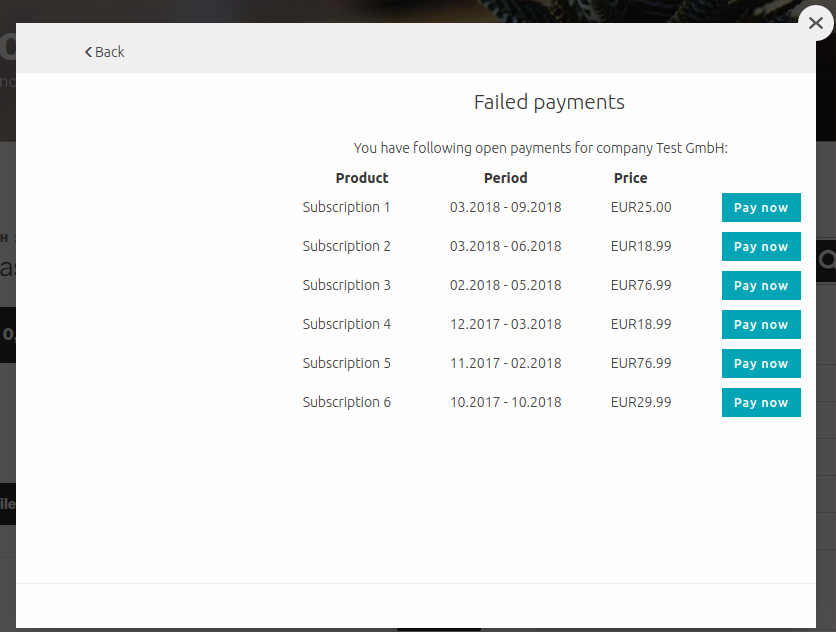 Back
Failed payments
You have following open payments for company Test GmbH:
Product Period Price
Subscription 1 03.2018 - 09.2018 EUR25.00 Pay now
Subscription 2 03.2018 - 06.2018 EUR18.99 Pay now
Subscription 3 02.2018 - 05.2018 EUR76.99 Pay now
Subscription 4 12.2017 - 03.2018 EUR18.99 Pay now
Subscription 5 11.2017 - 02.2018 EUR76.99 Pay now
Subscription 6 10.2017 - 10.2018 EUR29.99 Pay now